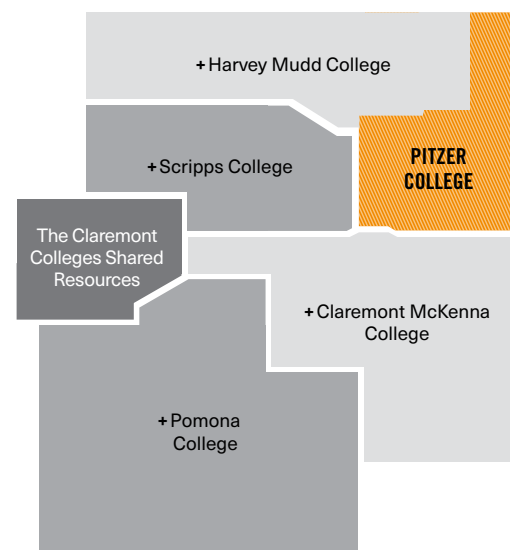 +Harvey Mudd College
+Scripps College
PITZER
COLLEGE
The Claremont
Colleges Shared
Resources
+Claremont McKenna
College
+Pomona
College